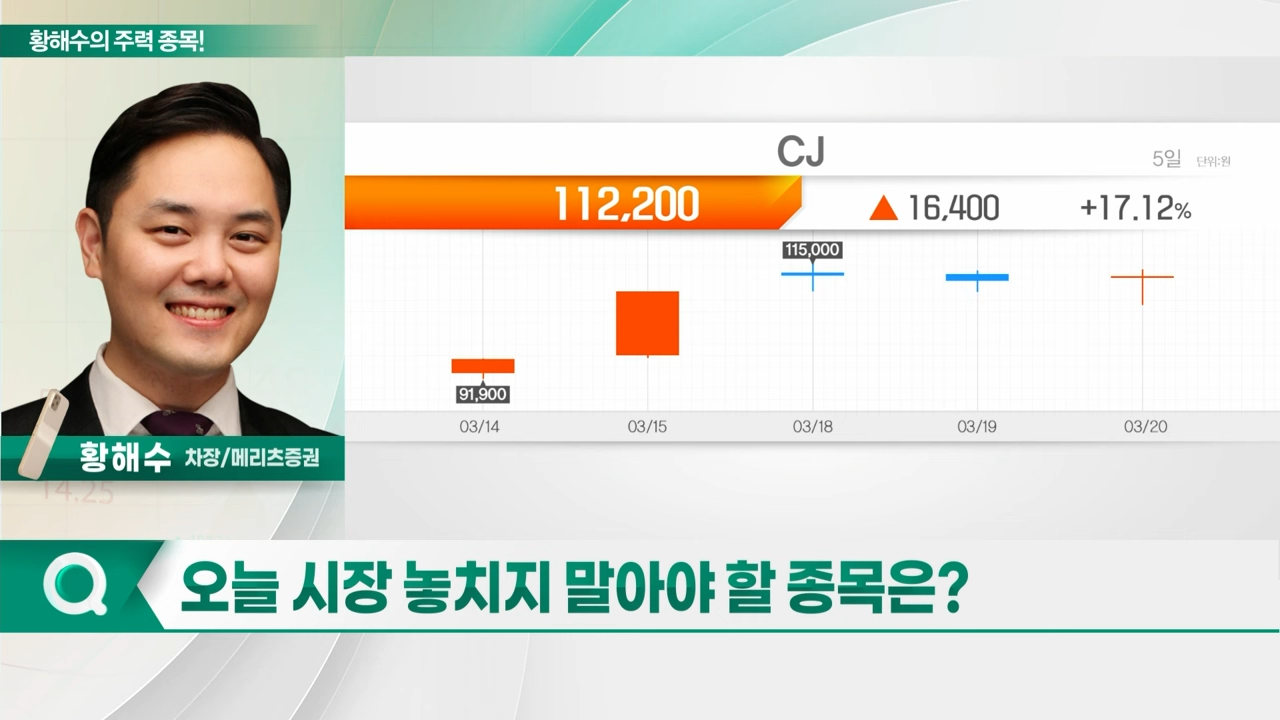 황해수의 주력 종목!
CJ
5일 단위:원
112,200 ▲ 16,400 +17.12%
115,000
91,900
03/14 03/15 03/18 03/19 03/20
황해수 차장/메리츠증권
14.25
오늘 시장 놓치지 말아야 할 종목은?